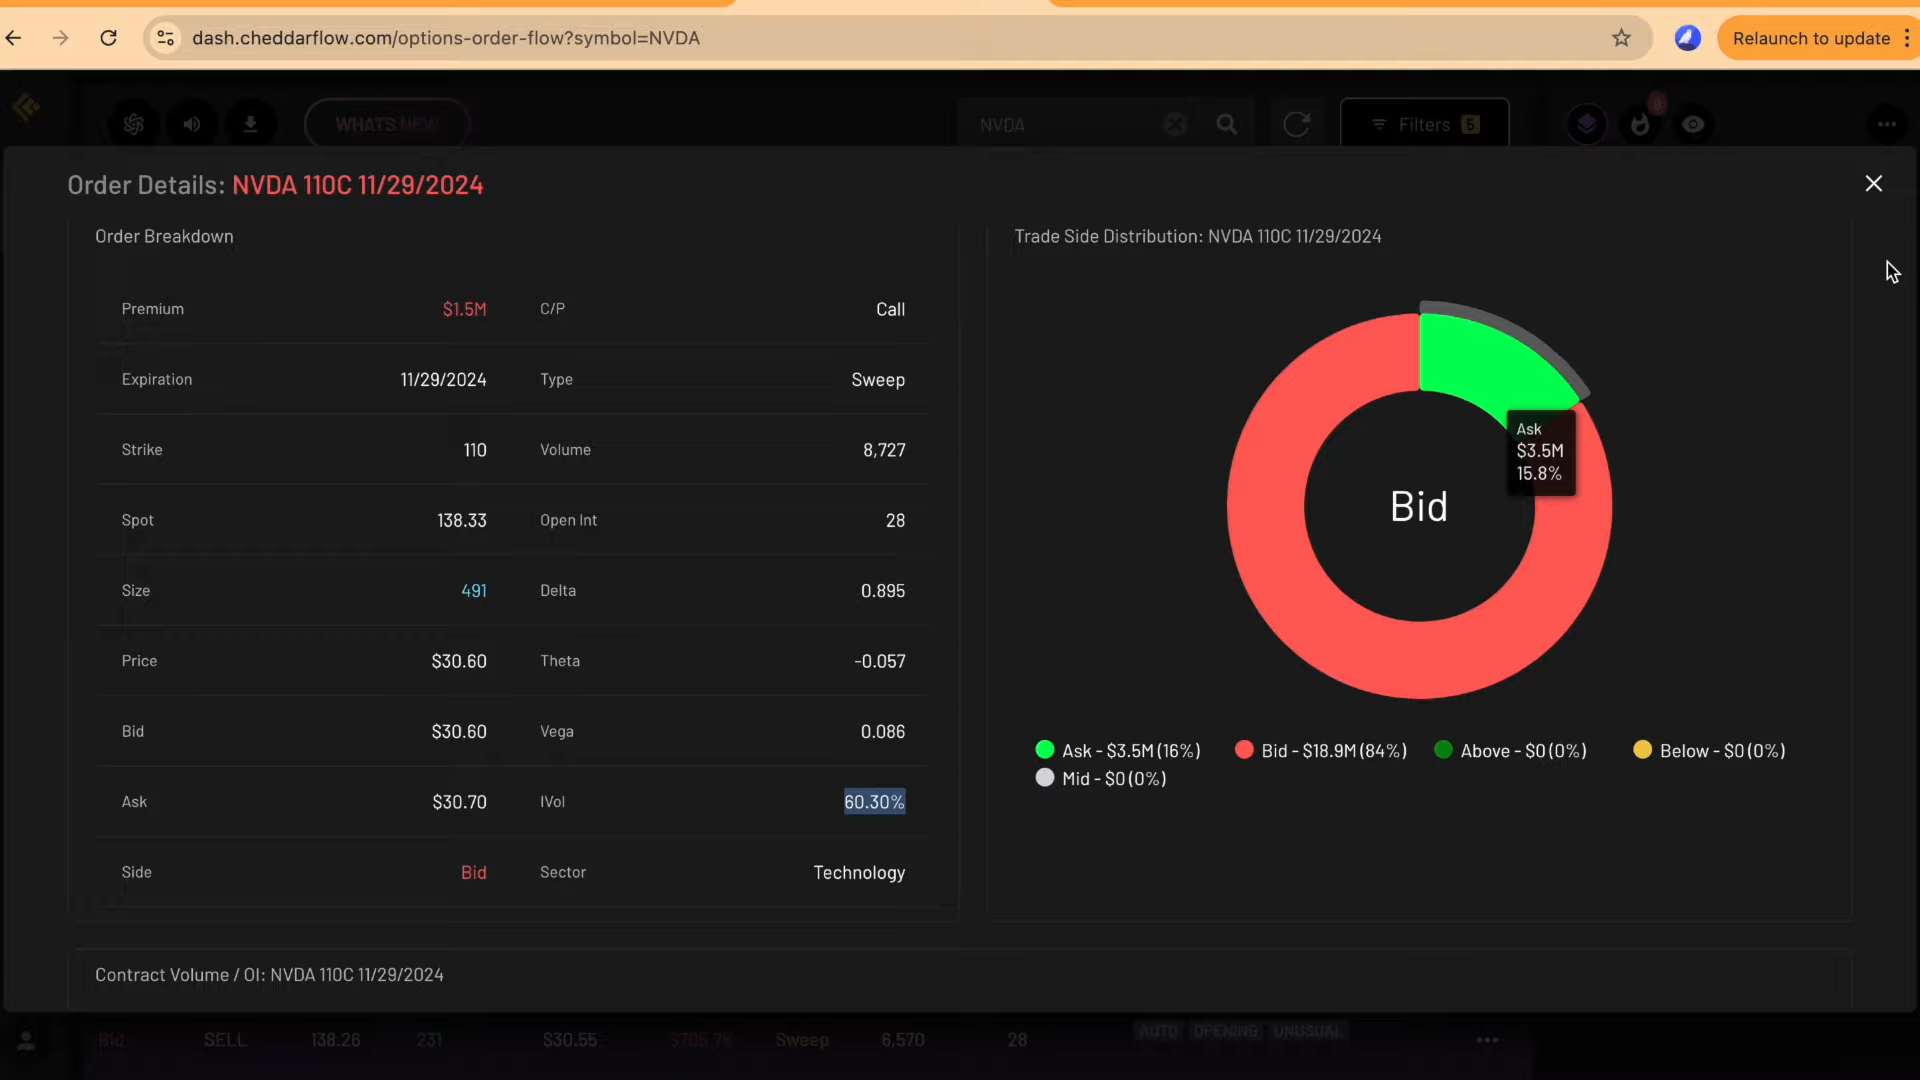 dash.cheddarflow.com/options-order-flow?symbol=NVDA
Relaunch to update
WHATS NEW
NVDA
Filters 5
Order Details: NVDA 110C 11/29/2024
Order Breakdown
Premium $1.5M C/P Call
Expiration 11/29/2024 Type Sweep
Strike 110 Volume 8,727
Spot 138.33 Open Int 28
Size 491 Delta 0.895
Price $30.60 Theta -0.057
Bid $30.60 Vega 0.086
Ask $30.70 IVol 60.30%
Side Bid Sector Technology
Trade Side Distribution: NVDA 110C 11/29/2024
Ask
$3.5M
15.8%
Bid
Ask - $3.5M (16%) Bid - $18.9M (84%) Above - $0 (0%) Below - $0 (0%)
Mid - $0 (0%)
Contract Volume / OI: NVDA 110C 11/29/2024
Bid SELL 138.26 231 $30.55 $705.7K Sweep 6,570 28 AUTO OPENING UNUSUAL